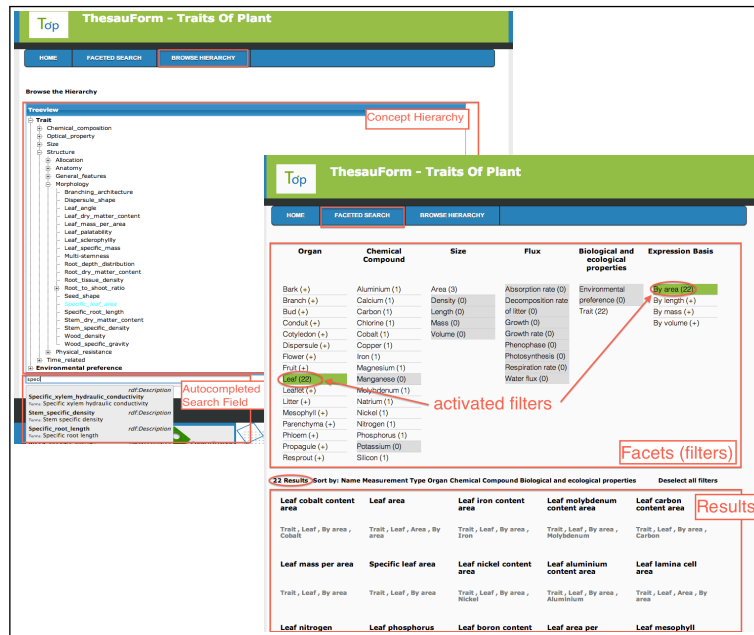 Top
ThesauForm - Traits Of Plant
HOME FACETED SEARCH BROWSE HIERARCHY
Browse the Hierarchy
Treeview
Concept Hierarchy
Trait
Chemical_composition
Optical_property
Size
Structure
Allocation
Anatomy
General_features
Morphology
Branching_architecture
Dispersule_shape
Leaf_angle
Leaf_dry_matter_content
Leaf_mass_per_area
Leaf_palatability
Leaf_sclerophylly
Leaf_specific_mass
Multi-stemness
Root_depth_distribution
Root_dry_matter_content
Root_tissue_density
Root_to_shoot_ratio
Seed_shape
Specific_leaf_area
Specific_root_length
Stem_dry_matter_content
Stem_specific_density
Wood_density
Wood_specific_gravity
Physical_resistance
Time_related
Environmental preference
spec
Autocompleted
Search Field
rdf:Description
Specific_xylem_hydraulic_conductivity
Specific xylem hydraulic conductivity
Stem_specific_density rdf:Description
Stem specific density
Specific_root_length rdf:Description
Specific root length
Top
ThesauForm - Traits Of Plant
HOME FACETED SEARCH BROWSE HIERARCHY
Organ
Bark (+)
Branch (+)
Bud (+)
Conduit (+)
Cotyledon (+)
Dispersule (+)
Flower (+)
Fruit (+)
Leaf (22)
Leaflet (+)
Litter (+)
Mesophyll (+)
Parenchyma (+)
Phloem (+)
Propagule (+)
Resprout (+)
Chemical
Compound
Aluminium (1)
Calcium (1)
Carbon (1)
Chlorine (1)
Cobalt (1)
Copper (1)
Iron (1)
Magnesium (1)
Manganese (0)
Molybdenum (1)
Natrium (1)
Nickel (1)
Nitrogen (1)
Phosphorus (1)
Potassium (0)
Silicon (1)
Size
Area (3)
Density (0)
Length (0)
Mass (0)
Volume (0)
Flux
Absorption rate (0)
Decomposition rate
of litter (0)
Growth (0)
Growth rate (0)
Phenophase (0)
Photosynthesis (0)
Respiration rate (0)
Water flux (0)
Biological and
ecological
properties
Environmental
preference (0)
Trait (22)
Expression Basis
By area (22)
By length (+)
By mass (+)
By volume (+)
activated filters
Facets (filters)
22 Results Sort by: Name Measurement Type Organ Chemical Compound Biological and ecological properties Deselect all filters
Results
Leaf cobalt content
area
Trait , Leaf , By area ,
Cobalt
Leaf area
Trait , Leaf , Area , By
area
Leaf iron content
area
Trait , Leaf , By area ,
Iron
Leaf molybdenum
content area
Trait , Leaf , By area ,
Molybdenum
Leaf carbon
content area
Trait , Leaf , By area ,
Carbon
Leaf mass per area
Trait , Leaf , By area
Specific leaf area
Trait , Leaf , By area
Leaf nickel content
area
Trait , Leaf , By area ,
Nickel
Leaf aluminium
content area
Trait , Leaf , By area ,
Aluminium
Leaf lamina cell
area
Trait , Leaf , Area , By
area
Leaf nitrogen
Leaf phosphorus
Leaf boron content
Leaf area per
Leaf mesophyll